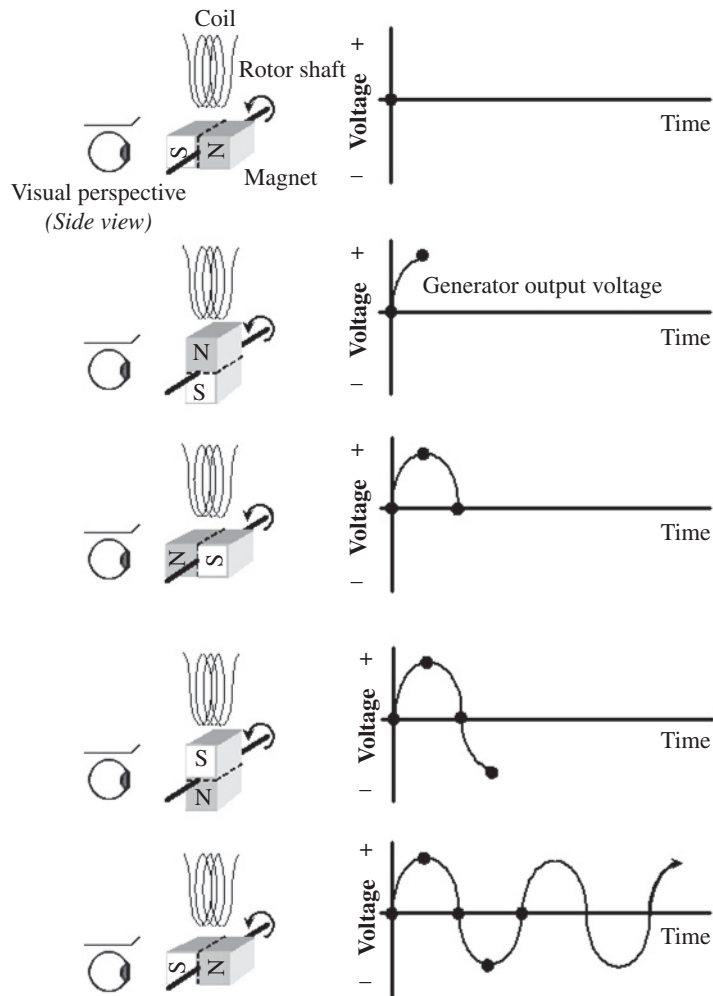 Coil
Rotor shaft
S
N
Magnet
Visual perspective
(Side view)
+
Voltage
–
Time
N
S
+
Voltage
–
Generator output voltage
Time
N
S
+
Voltage
–
Time
S
N
+
Voltage
–
Time
S
N
+
Voltage
–
Time